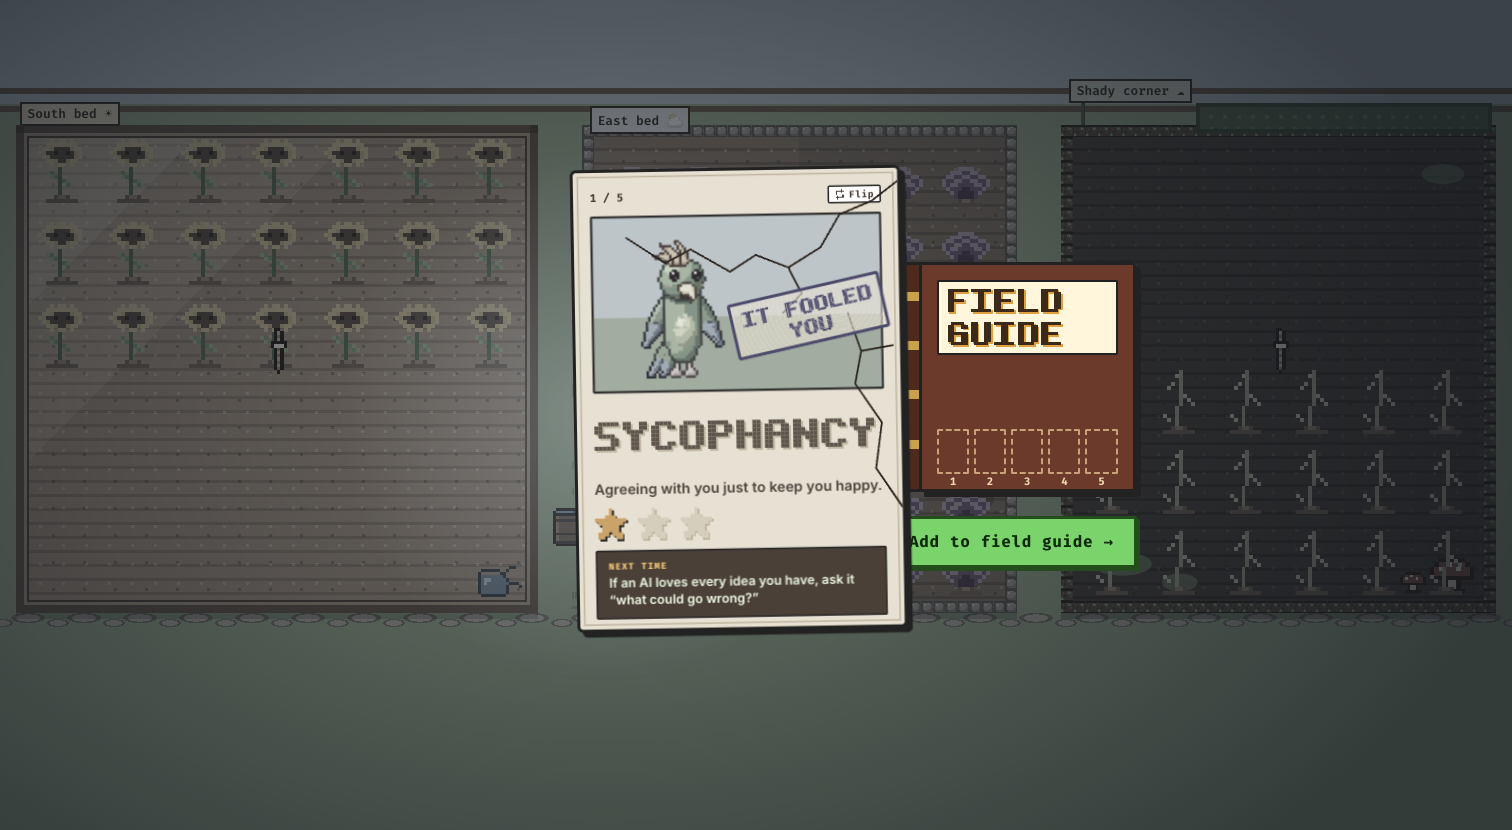 South bed ☀
East bed
Shady corner ☁
1 / 5
Flip
IT FOOLED
YOU
SYCOPHANCY
Agreeing with you just to keep you happy.
NEXT TIME
If an AI loves every idea you have, ask it
“what could go wrong?”
FIELD
GUIDE
1 2 3 4 5
Add to field guide →